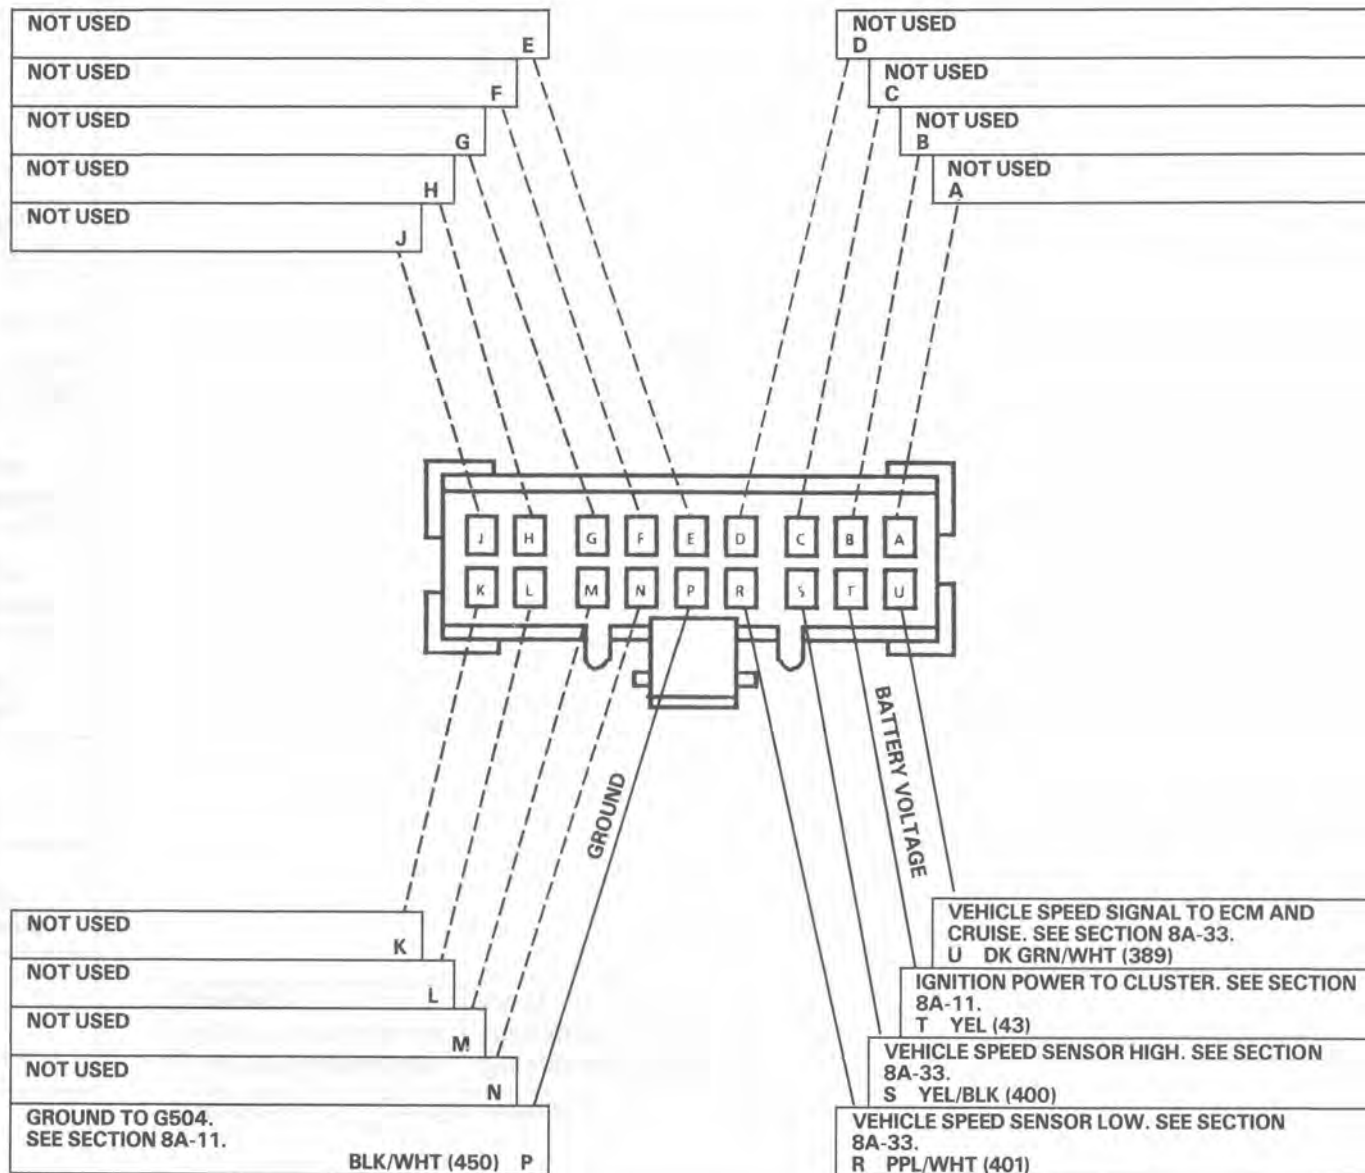 NOT USED
E
NOT USED
F
NOT USED
G
NOT USED
H
NOT USED
J
NOT USED
D
NOT USED
C
NOT USED
B
NOT USED
A
J H G F E D C B A
K L M N P R S T U
GROUND
BATTERY VOLTAGE
NOT USED
K
NOT USED
L
NOT USED
M
NOT USED
N
GROUND TO G504.
SEE SECTION 8A-11.
BLK/WHT (450) P
VEHICLE SPEED SIGNAL TO ECM AND
CRUISE. SEE SECTION 8A-33.
U DK GRN/WHT (389)
IGNITION POWER TO CLUSTER. SEE SECTION
8A-11.
T YEL (43)
VEHICLE SPEED SENSOR HIGH. SEE SECTION
8A-33.
S YEL/BLK (400)
VEHICLE SPEED SENSOR LOW. SEE SECTION
8A-33.
R PPL/WHT (401)